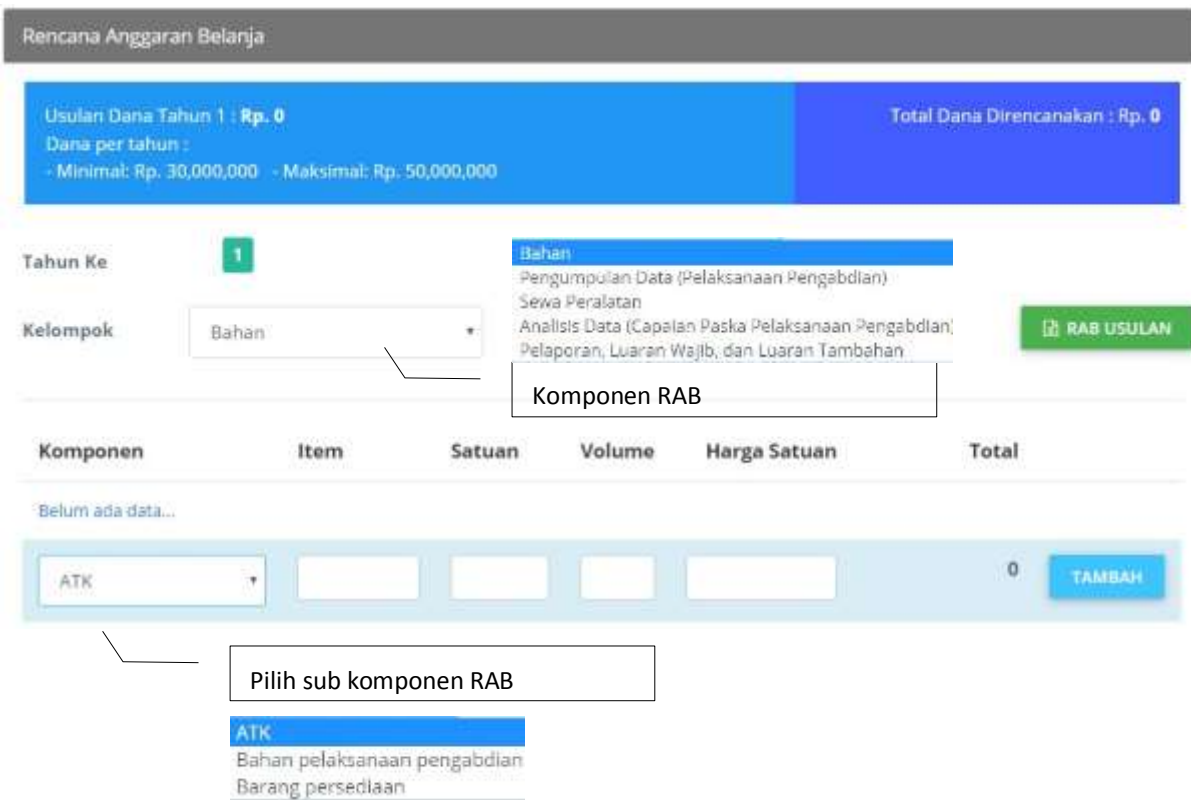 Rencana Anggaran Belanja
Usulan Dana Tahun 1 : Rp. 0
Total Dana Direncanakan : Rp. 0
Dana per tahun :
- Minimal: Rp. 30,000,000 - Maksimal: Rp. 50,000,000
Tahun Ke 1
Bahan
Pengumpulan Data (Pelaksanaan Pengabdian)
Sewa Peralatan
Analisis Data (Capaian Paska Pelaksanaan Pengabdian)
Pelaporan, Luaran Wajib, dan Luaran Tambahan
Kelompok Bahan
RAB USULAN
Komponen RAB
Komponen Item Satuan Volume Harga Satuan Total
Belum ada data...
ATK 0 TAMBAH
Pilih sub komponen RAB
ATK
Bahan pelaksanaan pengabdian
Barang persediaan